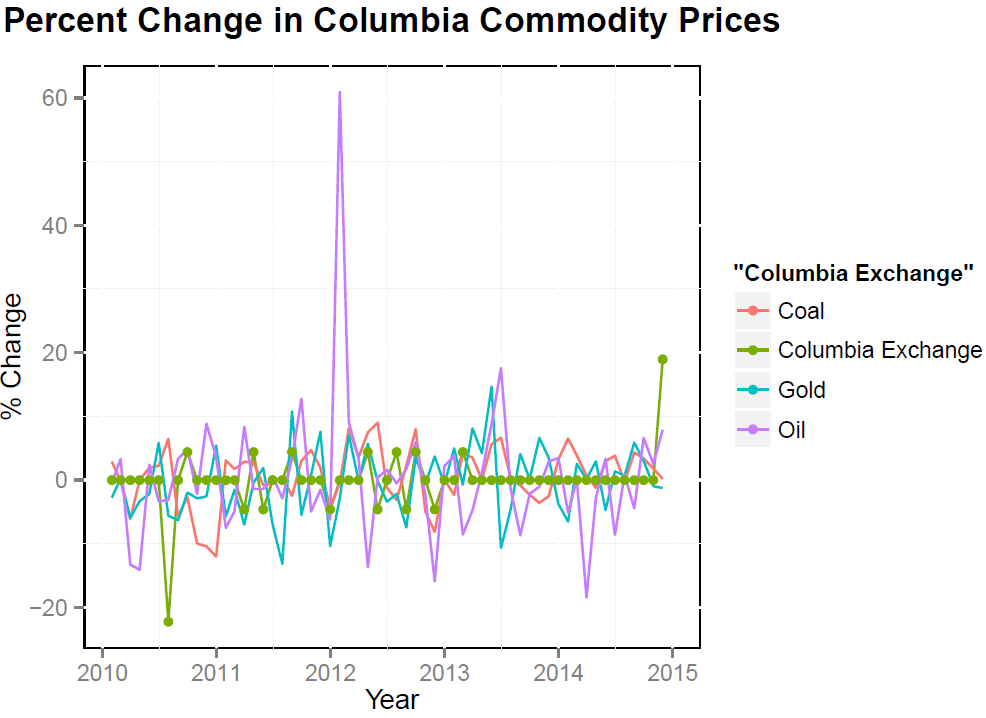 Percent Change in Columbia Commodity Prices
60
40
20
0
−20
% Change
2010 2011 2012 2013 2014 2015
Year
"Columbia Exchange"
Coal
Columbia Exchange
Gold
Oil